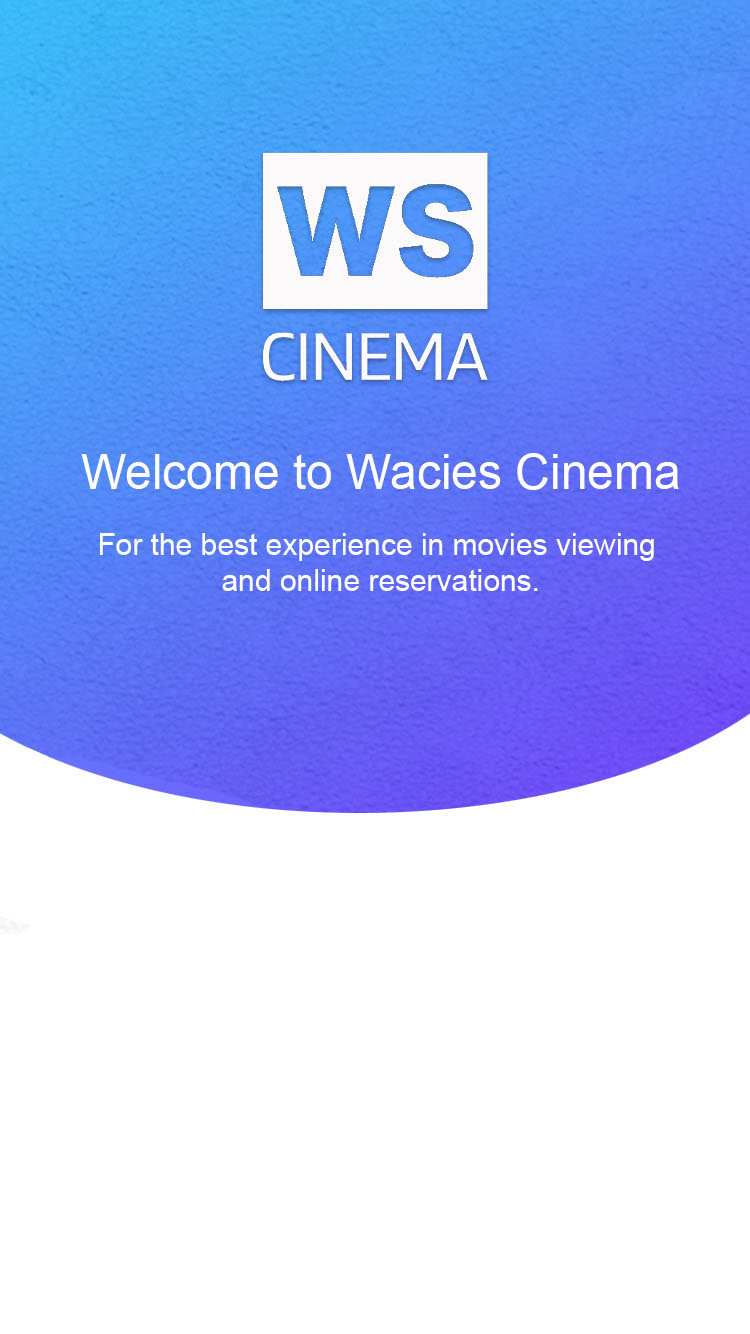 WS
CINEMA
Welcome to Wacies Cinema
For the best experience in movies viewing
and online reservations.